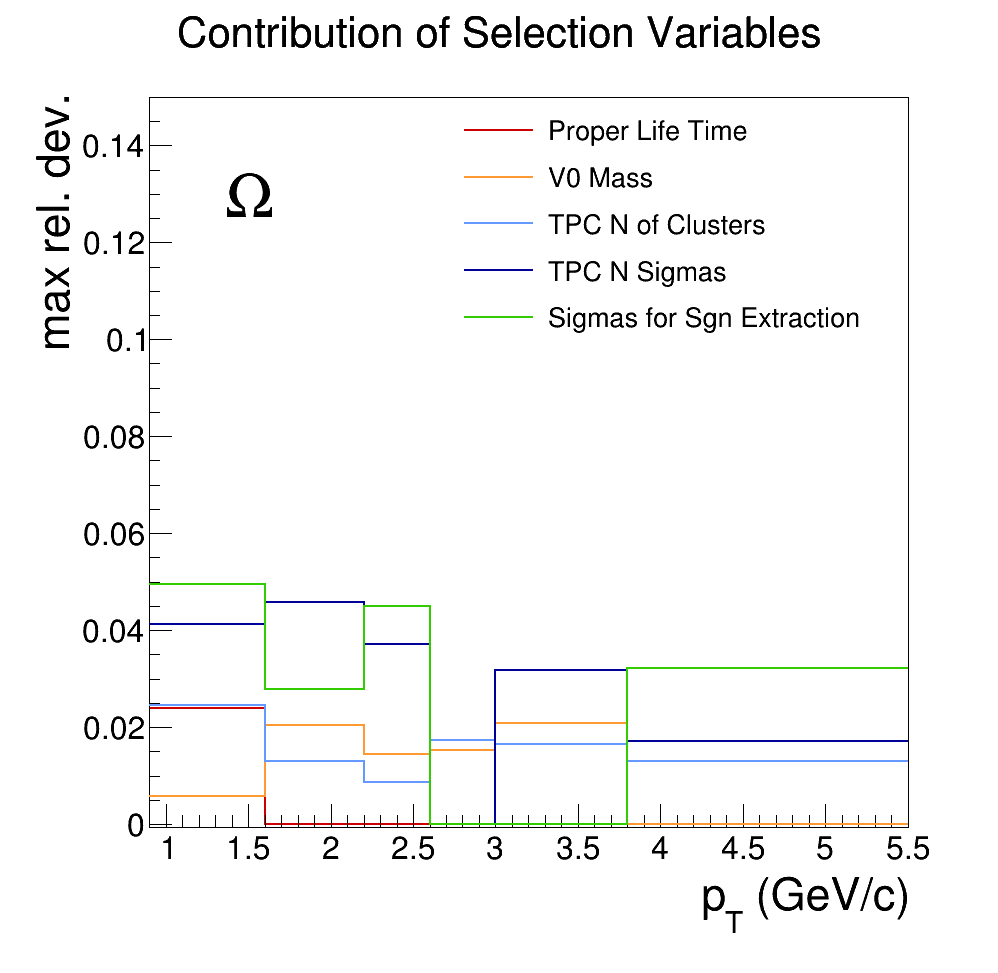 Contribution of Selection Variables
max rel. dev.
0.14
0.12
0.1
0.08
0.06
0.04
0.02
0
Ω
Proper Life Time
V0 Mass
TPC N of Clusters
TPC N Sigmas
Sigmas for Sgn Extraction
1 1.5 2 2.5 3 3.5 4 4.5 5 5.5
p_T (GeV/c)